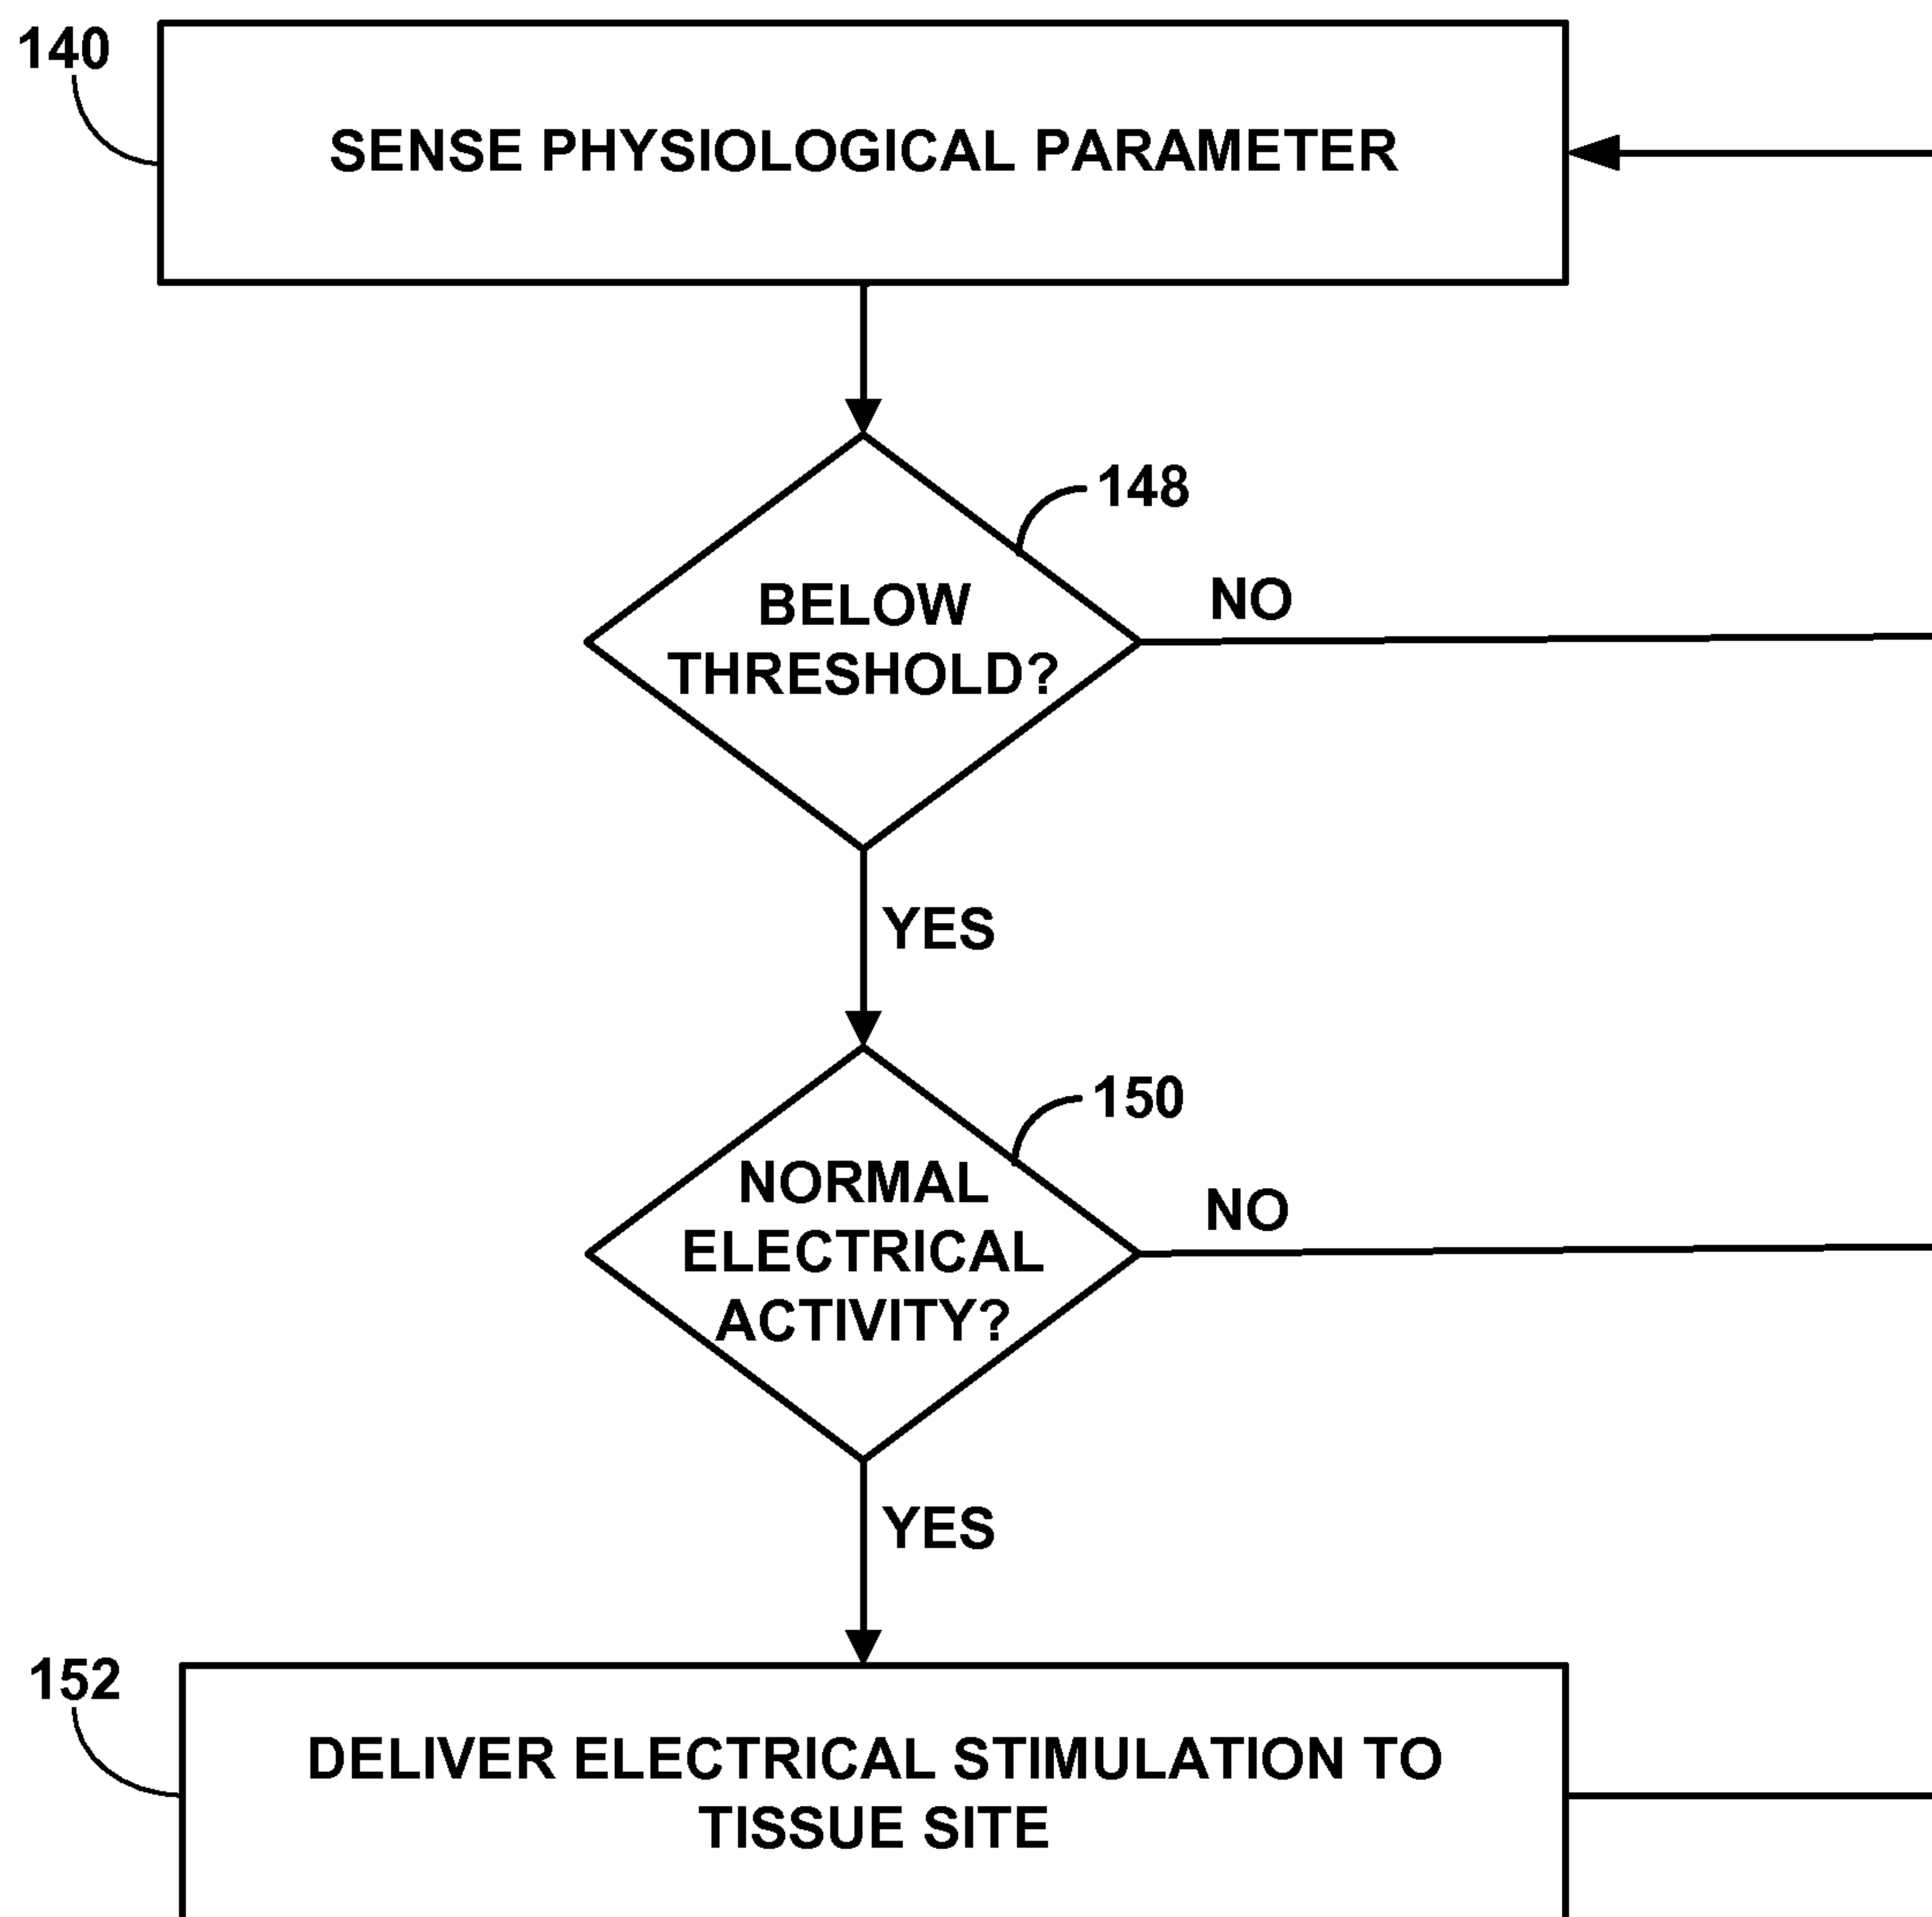 140
SENSE PHYSIOLOGICAL PARAMETER
148
BELOW
THRESHOLD?
NO
YES
150
NORMAL
ELECTRICAL
ACTIVITY?
NO
YES
152
DELIVER ELECTRICAL STIMULATION TO
TISSUE SITE